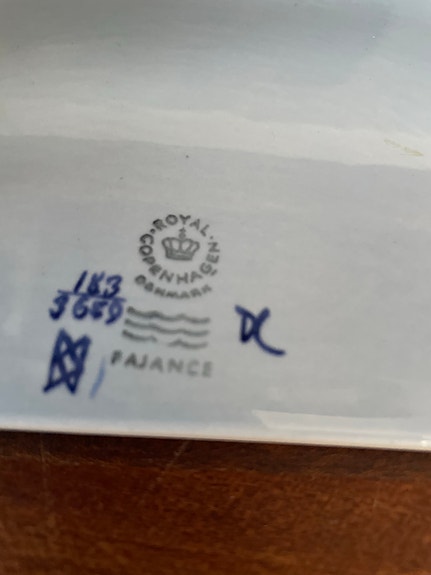 ROYAL COPENHAGEN
DENMARK
183
3659
FAJANCE